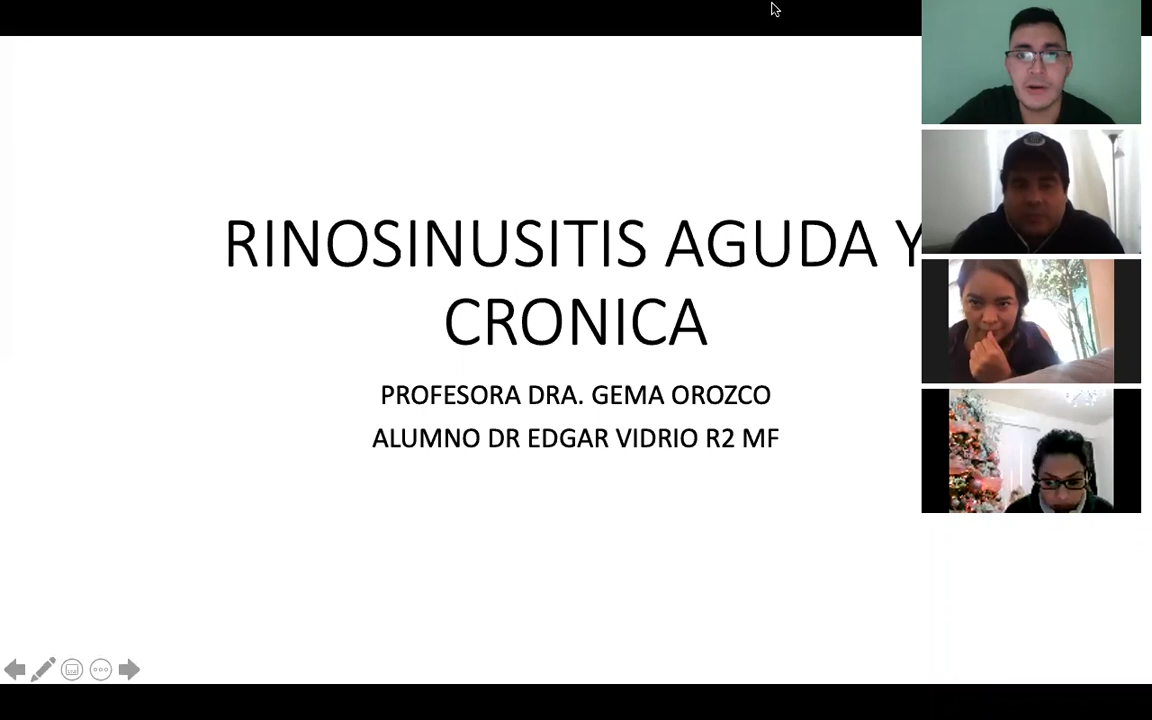 RINOSINUSITIS AGUDA Y
CRONICA
PROFESORA DRA. GEMA OROZCO
ALUMNO DR EDGAR VIDRIO R2 MF